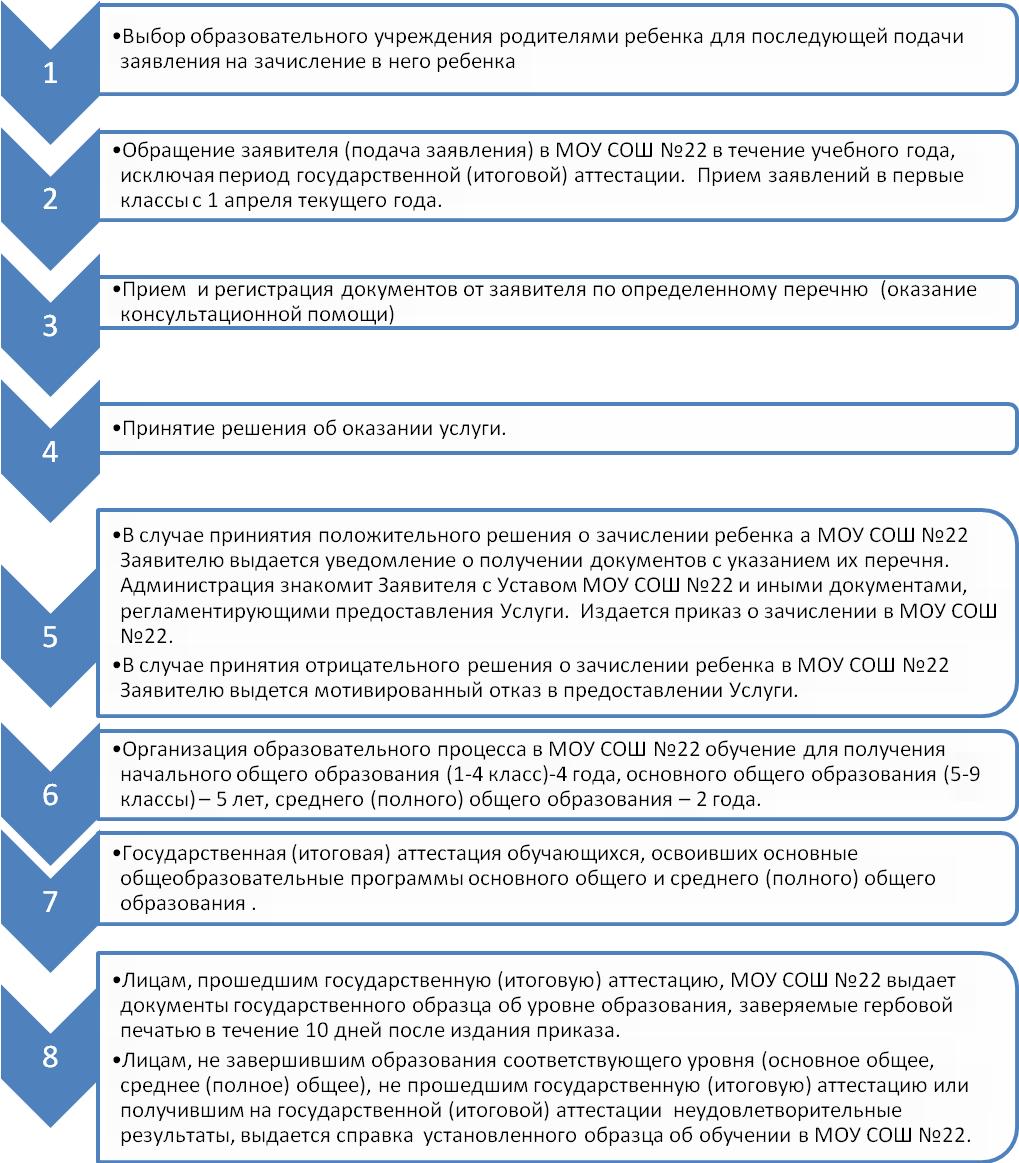 1
•Выбор образовательного учреждения родителями ребенка для последующей подачи
заявления на зачисление в него ребенка
2
•Обращение заявителя (подача заявления) в МОУ СОШ №22 в течение учебного года,
исключая период государственной (итоговой) аттестации. Прием заявлений в первые
классы с 1 апреля текущего года.
3
•Прием и регистрация документов от заявителя по определенному перечню (оказание
консультационной помощи)
4
•Принятие решения об оказании услуги.
5
•В случае приниятия положительного решения о зачислении ребенка а МОУ СОШ №22
Заявителю выдается уведомление о получении документов с указанием их перечня.
Администрация знакомит Заявителя с Уставом МОУ СОШ №22 и иными документами,
регламентирующими предоставления Услуги. Издается приказ о зачислении в МОУ СОШ
№22.
•В случае принятия отрицательного решения о зачислении ребенка в МОУ СОШ №22
Заявителю выдется мотивированный отказ в предоставлении Услуги.
6
•Организация образовательного процесса в МОУ СОШ №22 обучение для получения
начального общего образования (1-4 класс)-4 года, основного общего образования (5-9
классы) – 5 лет, среднего (полного) общего образования – 2 года.
7
•Государственная (итоговая) аттестация обучающихся, освоивших основные
общеобразовательные программы основного общего и среднего (полного) общего
образования .
8
•Лицам, прошедшим государственную (итоговую) аттестацию, МОУ СОШ №22 выдает
документы государственного образца об уровне образования, заверяемые гербовой
печатью в течение 10 дней после издания приказа.
•Лицам, не завершившим образования соответствующего уровня (основное общее,
среднее (полное) общее), не прошедшим государственную (итоговую) аттестацию или
получившим на государственной (итоговой) аттестации неудовлетворительные
результаты, выдается справка установленного образца об обучении в МОУ СОШ №22.